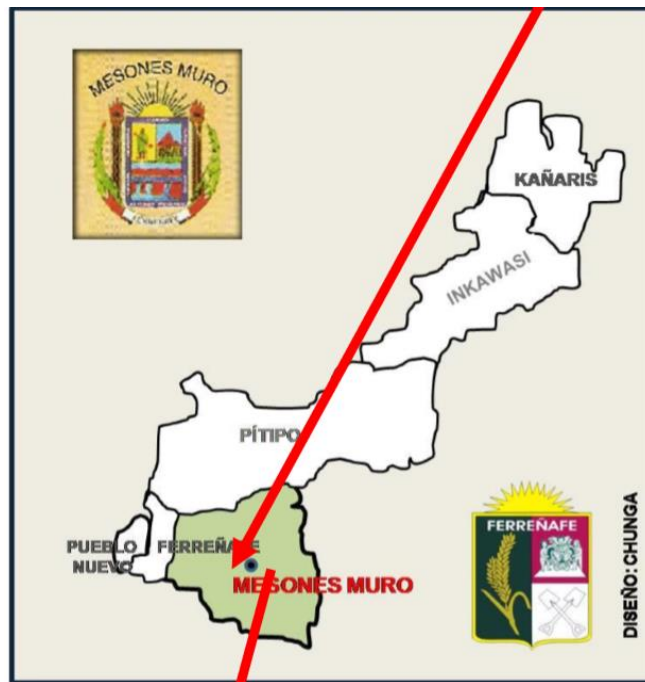 MESONES MURO
KAÑARIS
INKAWASI
PÍTIPO
PUEBLO
NUEVO
FERREÑAFE
MESONES MURO
FERREÑAFE
DISEÑO: CHUNGA